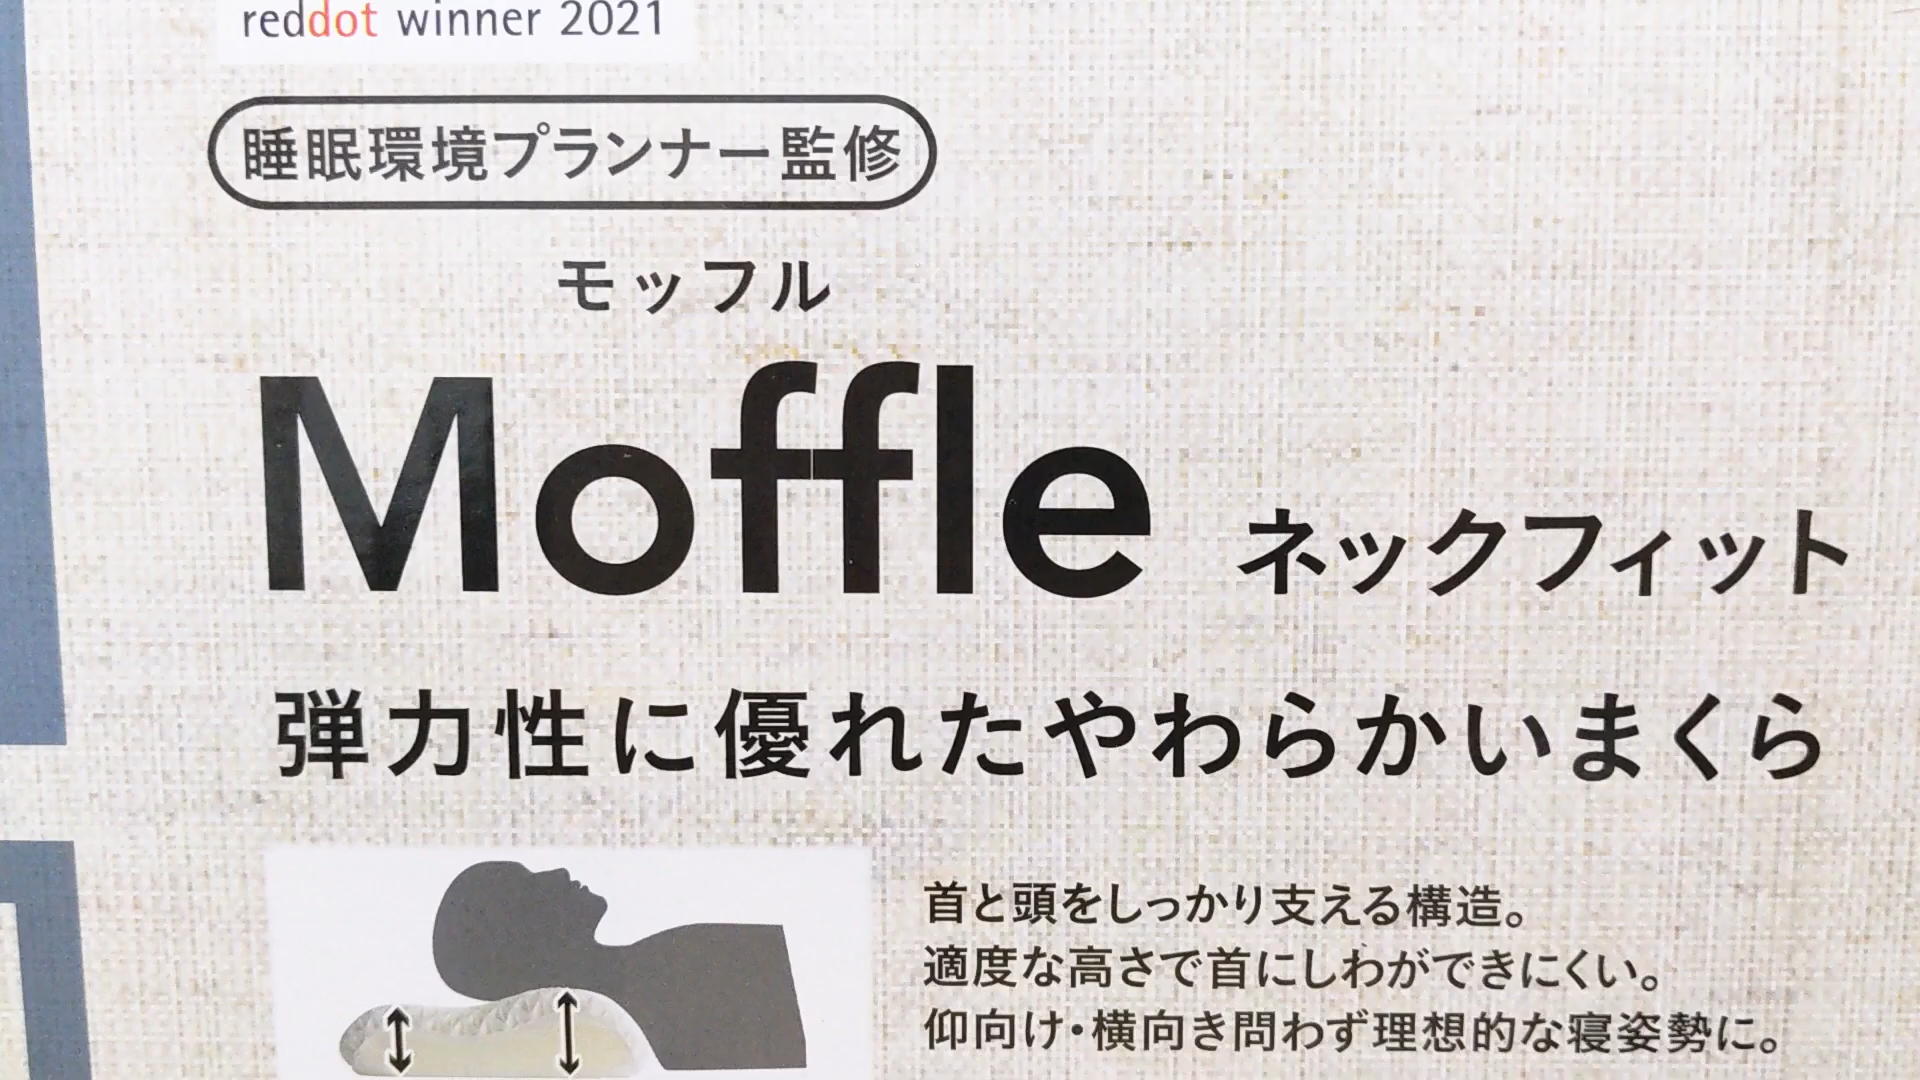 reddot winner 2021
睡眠環境プランナー監修
モッフル
Moffle ネックフィット
弾力性に優れたやわらかいまくら
首と頭をしっかり支える構造。
適度な高さで首にしわができにくい。
仰向け・横向き問わず理想的な寝姿勢に。